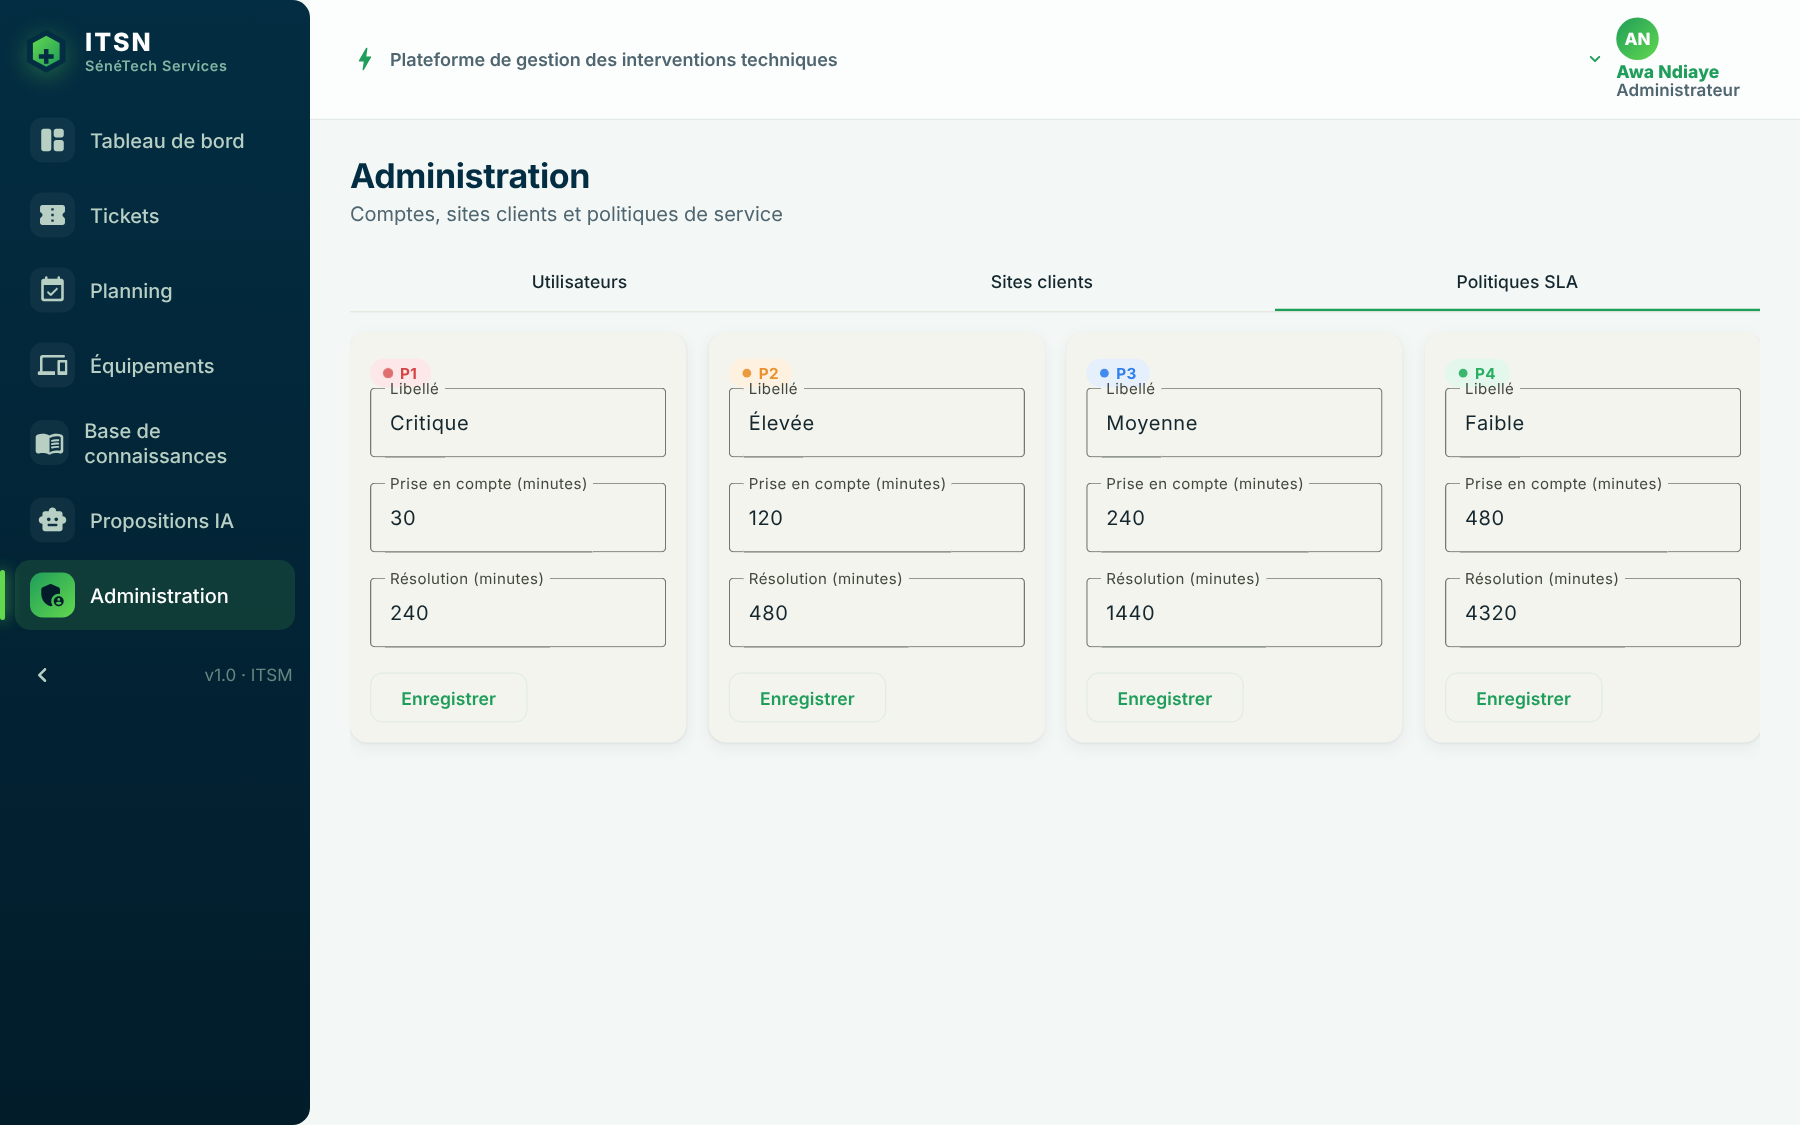 ITSN
SénéTech Services
Tableau de bord
Tickets
Planning
Équipements
Base de
connaissances
Propositions IA
Administration
v1.0 · ITSM
Plateforme de gestion des interventions techniques
AN
Awa Ndiaye
Administrateur
Administration
Comptes, sites clients et politiques de service
Utilisateurs
Sites clients
Politiques SLA
P1
Libellé
Critique
Prise en compte (minutes)
30
Résolution (minutes)
240
Enregistrer
P2
Libellé
Élevée
Prise en compte (minutes)
120
Résolution (minutes)
480
Enregistrer
P3
Libellé
Moyenne
Prise en compte (minutes)
240
Résolution (minutes)
1440
Enregistrer
P4
Libellé
Faible
Prise en compte (minutes)
480
Résolution (minutes)
4320
Enregistrer